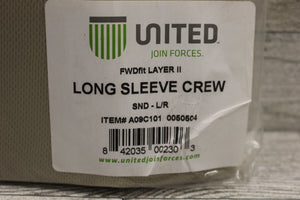 UNITED
JOIN FORCES.
FWDfit LAYER II
LONG SLEEVE CREW
SND - L/R
ITEM# A09C101 0050504
8 42035 00230 3
www.unitedjoinforces.com